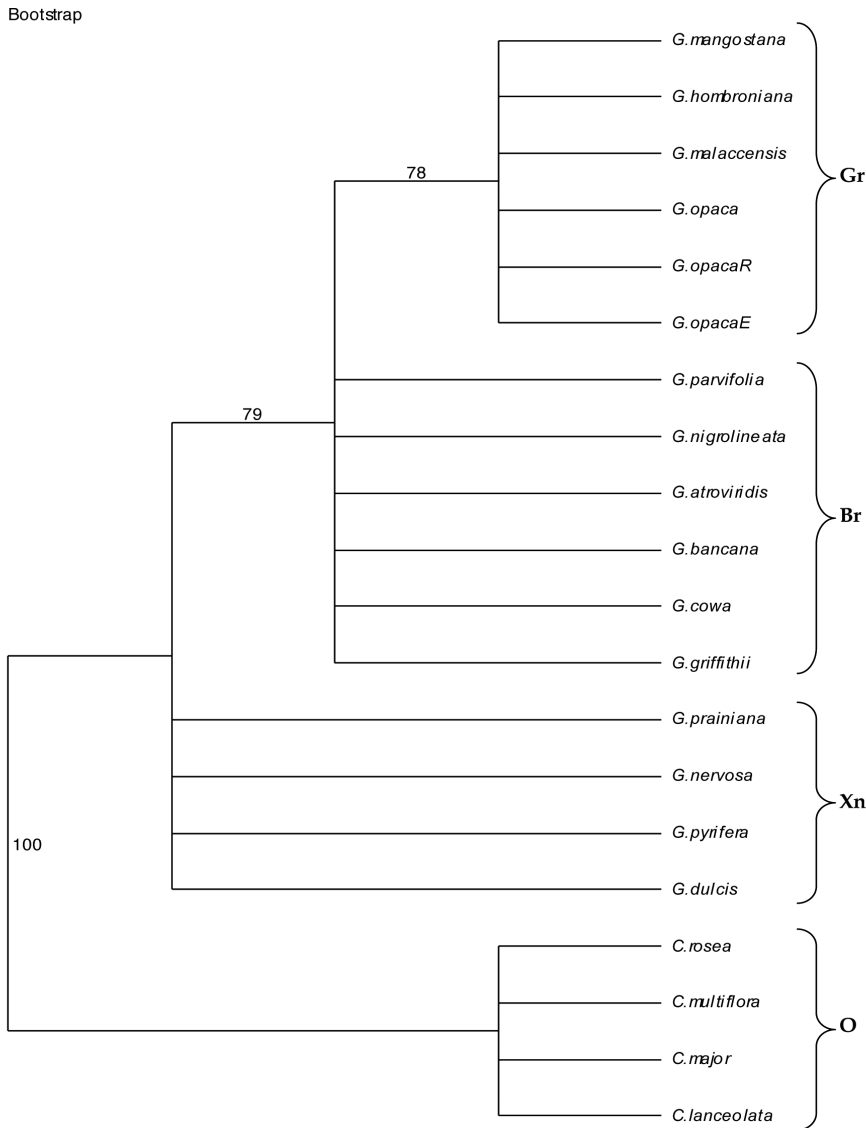 Bootstrap
G.mangostana
G.hombroniana
78
G.malaccensis
Gr
G.opaca
G.opacaR
G.opacaE
G.parvifolia
79
G.nigrolineata
G.atroviridis
Br
G.bancana
G.cowa
G.griffithii
G.prainiana
G.nervosa
Xn
G.pyrifera
100
G.dulcis
C.rosea
C.multiflora
O
C.major
C.lanceolata